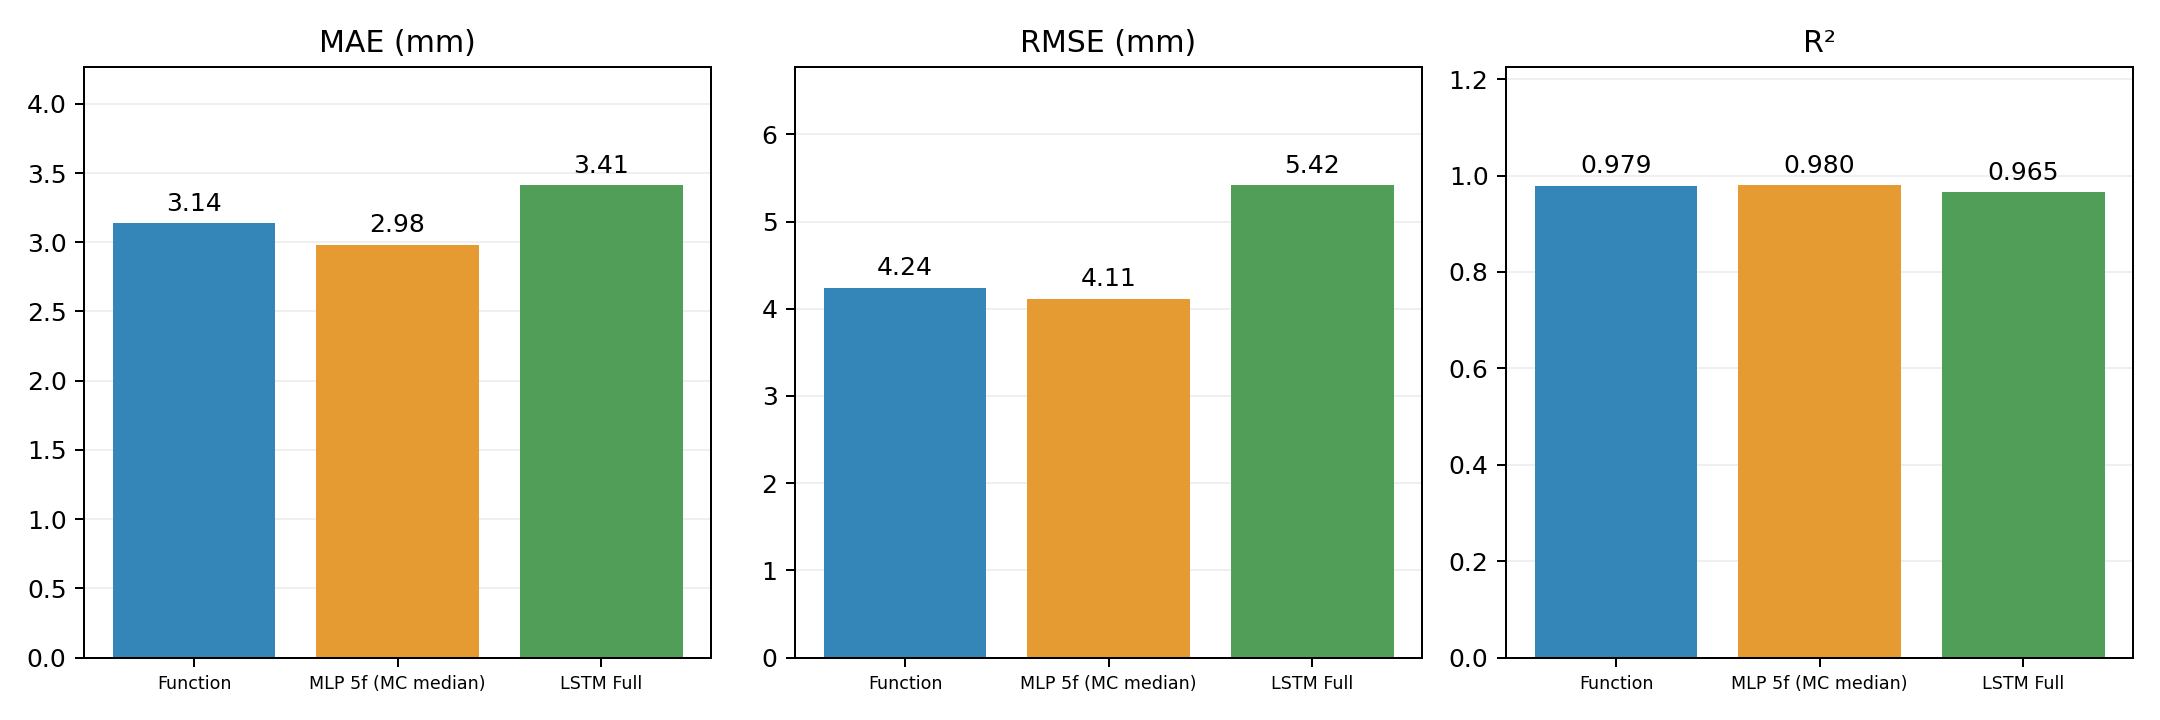 MAE (mm)
4.0
3.5
3.0
2.5
2.0
1.5
1.0
0.5
0.0
3.14
2.98
3.41
Function
MLP 5f (MC median)
LSTM Full
RMSE (mm)
6
5
4
3
2
1
0
4.24
4.11
5.42
Function
MLP 5f (MC median)
LSTM Full
R²
1.2
1.0
0.8
0.6
0.4
0.2
0.0
0.979
0.980
0.965
Function
MLP 5f (MC median)
LSTM Full